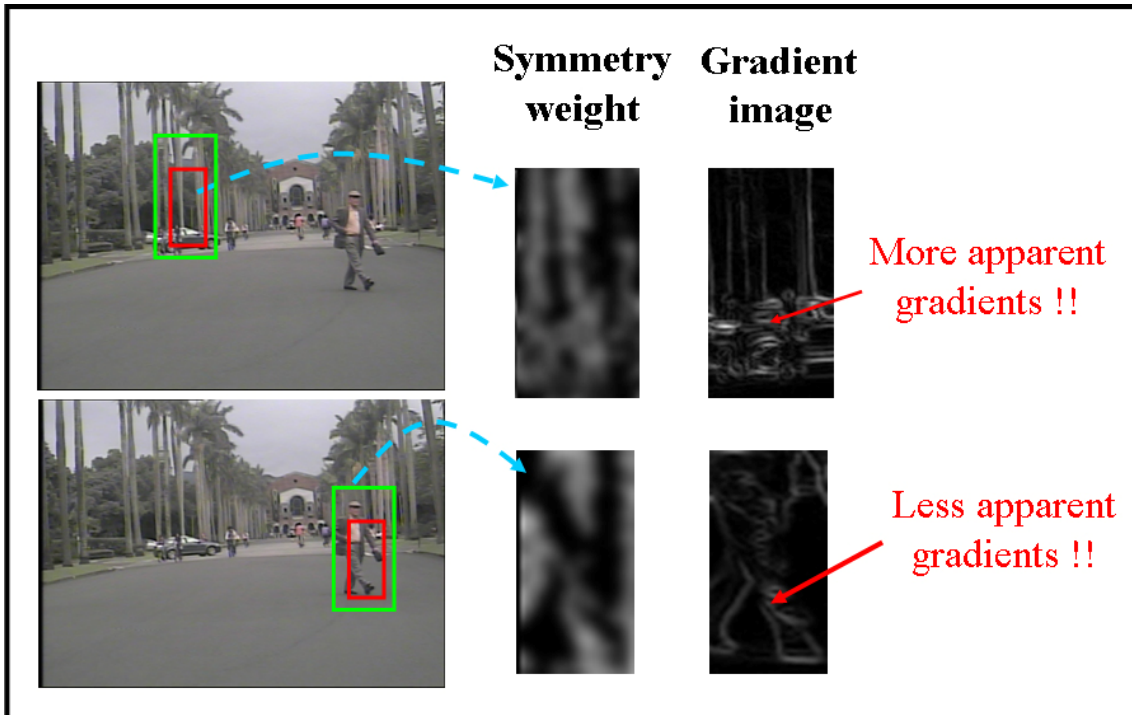 Symmetry
weight
Gradient
image
More apparent
gradients !!
Less apparent
gradients !!